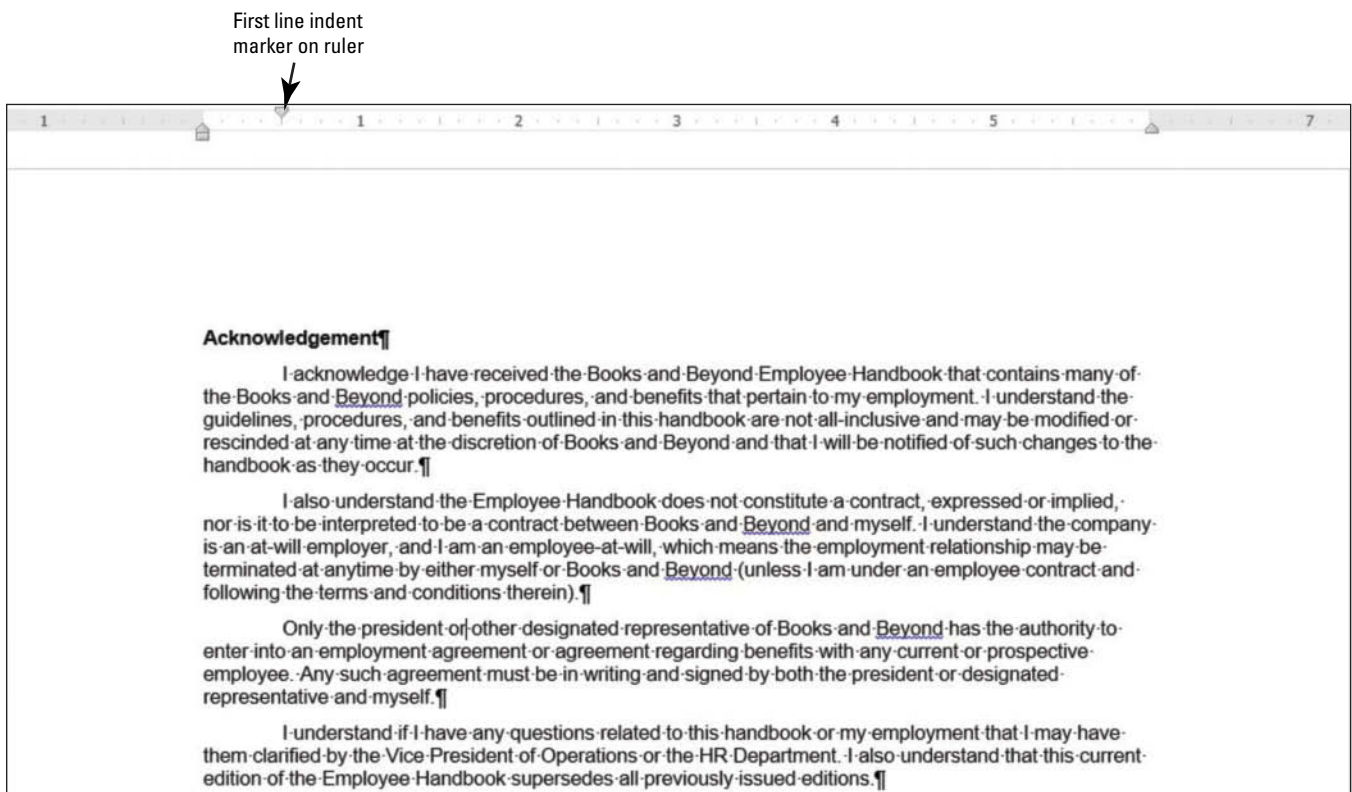 First line indent
marker on ruler
1 1 2 3 4 5 7
Acknowledgement¶
I·acknowledge·I·have·received·the·Books·and·Beyond·Employee·Handbook·that·contains·many·of·
the·Books·and·Beyond·policies,·procedures,·and·benefits·that·pertain·to·my·employment.·I·understand·the·
guidelines,·procedures,·and·benefits·outlined·in·this·handbook·are·not·all-inclusive·and·may·be·modified·or·
rescinded·at·any·time·at·the·discretion·of·Books·and·Beyond·and·that·I·will·be·notified·of·such·changes·to·the·
handbook·as·they·occur.¶
I·also·understand·the·Employee·Handbook·does·not·constitute·a·contract,·expressed·or·implied,·
nor·is·it·to·be·interpreted·to·be·a·contract·between·Books·and·Beyond·and·myself.·I·understand·the·company·
is·an·at-will·employer,·and·I·am·an·employee-at-will,·which·means·the·employment·relationship·may·be·
terminated·at·anytime·by·either·myself·or·Books·and·Beyond·(unless·I·am·under·an·employee·contract·and·
following·the·terms·and·conditions·therein).¶
Only·the·president·or·other·designated·representative·of·Books·and·Beyond·has·the·authority·to·
enter·into·an·employment·agreement·or·agreement·regarding·benefits·with·any·current·or·prospective·
employee.·Any·such·agreement·must·be·in·writing·and·signed·by·both·the·president·or·designated·
representative·and·myself.¶
I·understand·if·I·have·any·questions·related·to·this·handbook·or·my·employment·that·I·may·have·
them·clarified·by·the·Vice·President·of·Operations·or·the·HR·Department.·I·also·understand·that·this·current·
edition·of·the·Employee·Handbook·supersedes·all·previously·issued·editions.¶